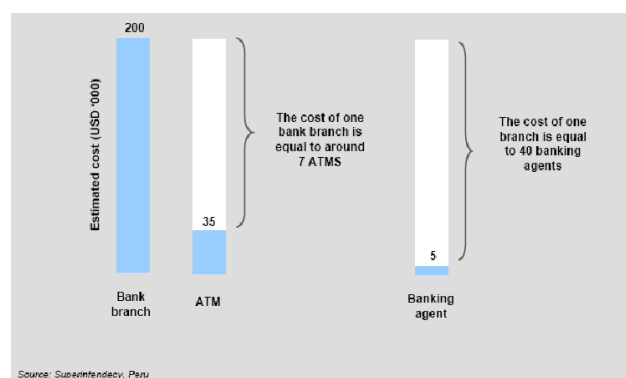 200
Estimated cost (USD '000)
The cost of one
bank branch is
equal to around
7 ATMS
The cost of one
branch is equal
to 40 banking
agents
35
5
Bank
branch
ATM
Banking
agent
Source: Superintendecy, Peru